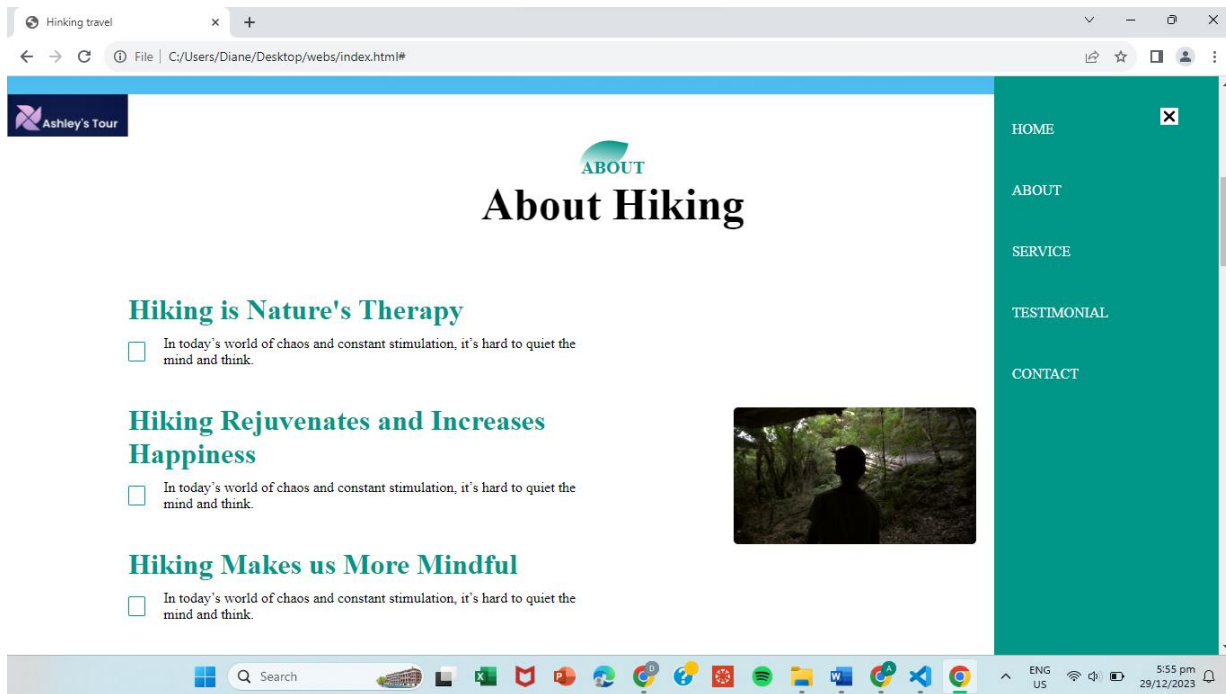 Hinking travel
File | C:/Users/Diane/Desktop/webs/index.html#
Ashley's Tour
ABOUT
About Hiking
Hiking is Nature's Therapy
In today's world of chaos and constant stimulation, it's hard to quiet the
mind and think.
Hiking Rejuvenates and Increases
Happiness
In today's world of chaos and constant stimulation, it's hard to quiet the
mind and think.
Hiking Makes us More Mindful
In today's world of chaos and constant stimulation, it's hard to quiet the
mind and think.
HOME
ABOUT
SERVICE
TESTIMONIAL
CONTACT
Search
ENG
US
5:55 pm
29/12/2023